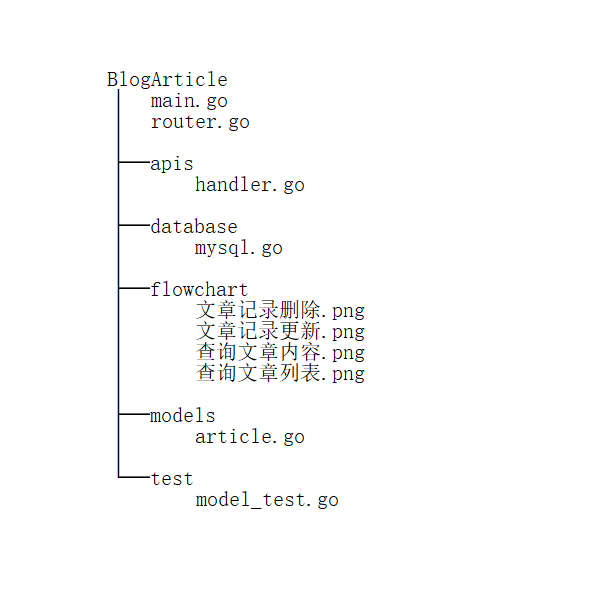 BlogArticle
main.go
router.go
apis
handler.go
database
mysql.go
flowchart
文章记录删除.png
文章记录更新.png
查询文章内容.png
查询文章列表.png
models
article.go
test
model_test.go